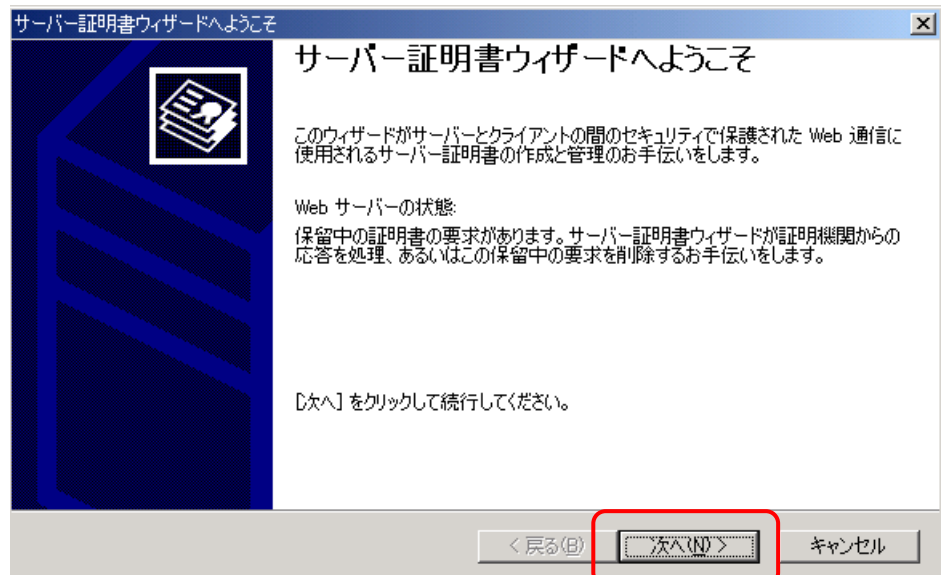 サーバー証明書ウィザードへようこそ
サーバー証明書ウィザードへようこそ
このウィザードがサーバーとクライアントの間のセキュリティで保護された Web 通信に
使用されるサーバー証明書の作成と管理のお手伝いをします。
Web サーバーの状態:
保留中の証明書の要求があります。サーバー証明書ウィザードが証明機関からの
応答を処理、あるいはこの保留中の要求を削除するお手伝いをします。
[次へ] をクリックして続行してください。
< 戻る(B) 次へ(N) > キャンセル